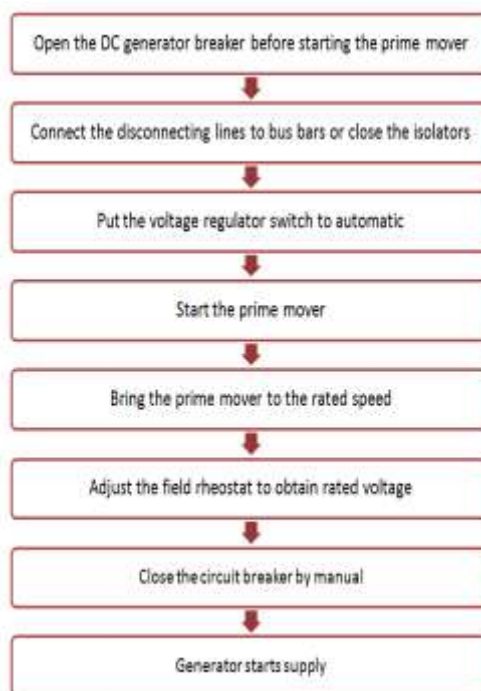 Open the DC generator breaker before starting the prime mover
Connect the disconnecting lines to bus bars or close the isolators
Put the voltage regulator switch to automatic
Start the prime mover
Bring the prime mover to the rated speed
Adjust the field rheostat to obtain rated voltage
Close the circuit breaker by manual
Generator starts supply